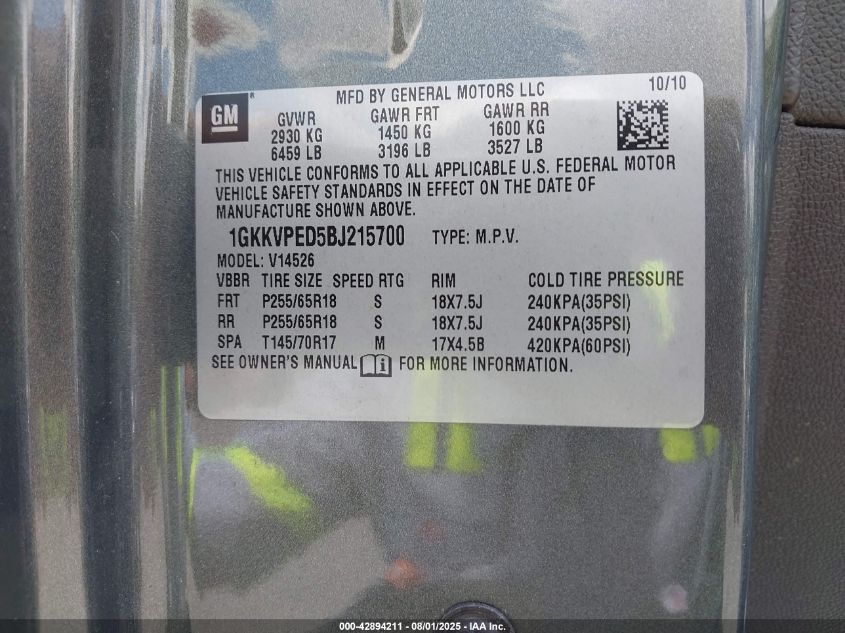 GM ®
MFD BY GENERAL MOTORS LLC 10/10
GVWR GAWR FRT GAWR RR
2930 KG 1450 KG 1600 KG
6459 LB 3196 LB 3527 LB
THIS VEHICLE CONFORMS TO ALL APPLICABLE U.S. FEDERAL MOTOR
VEHICLE SAFETY STANDARDS IN EFFECT ON THE DATE OF
MANUFACTURE SHOWN ABOVE.
1GKKVPED5BJ215700 TYPE: M.P.V.
MODEL: V14526
VBBR TIRE SIZE SPEED RTG RIM COLD TIRE PRESSURE
FRT P255/65R18 S 18X7.5J 240KPA(35PSI)
RR P255/65R18 S 18X7.5J 240KPA(35PSI)
SPA T145/70R17 M 17X4.5B 420KPA(60PSI)
SEE OWNER'S MANUAL i FOR MORE INFORMATION.
000-42894211 - 08/01/2025 - IAA Inc.